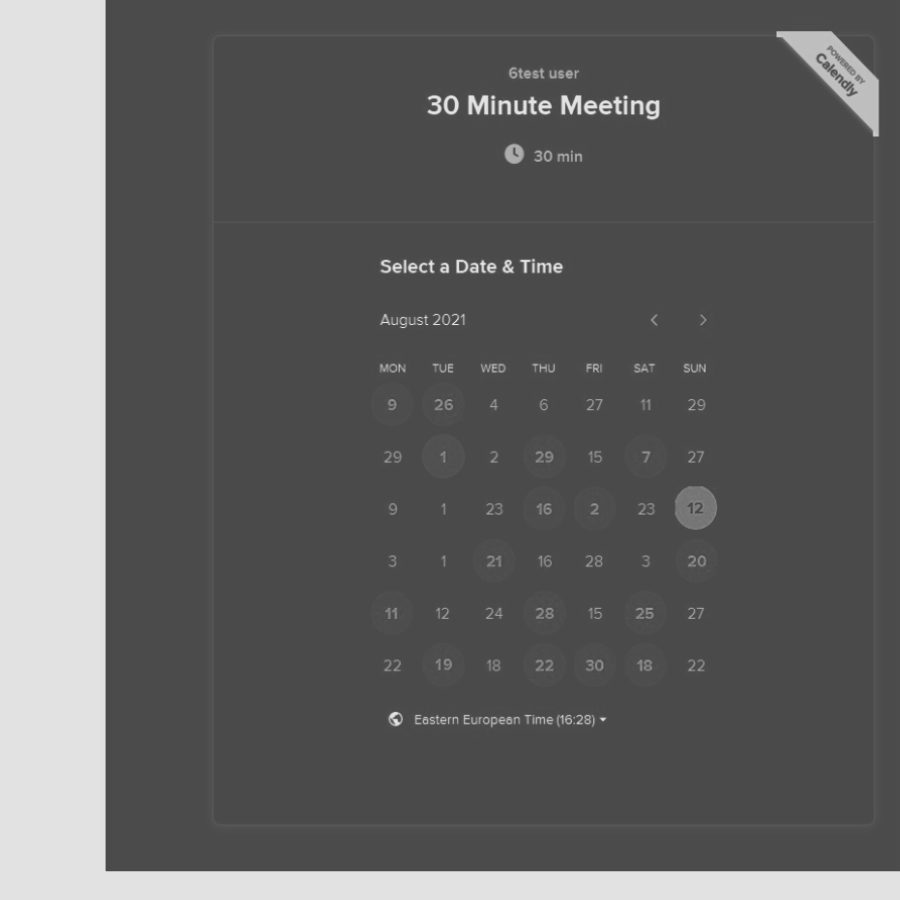 6test user
30 Minute Meeting
30 min
POWERED BY
Calendly
Select a Date & Time
August 2021
MON TUE WED THU FRI SAT SUN
9 26 4 6 27 11 29
29 1 2 29 15 7 27
9 1 23 16 2 23 12
3 1 21 16 28 3 20
11 12 24 28 15 25 27
22 19 18 22 30 18 22
Eastern European Time (16:28)